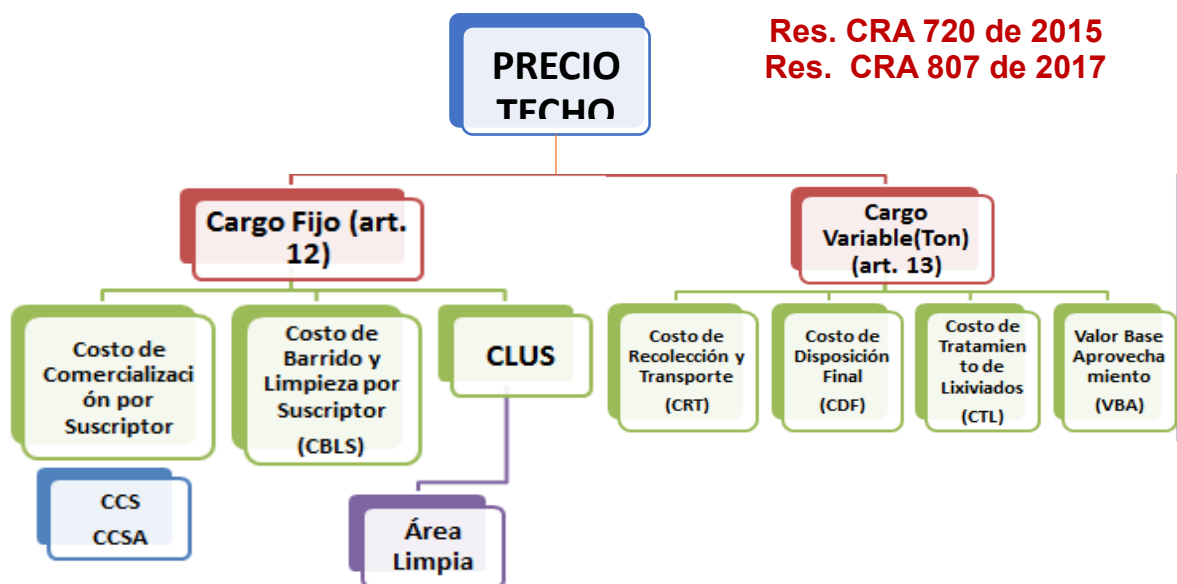 Res. CRA 720 de 2015
Res. CRA 807 de 2017
PRECIO
TECHO
Cargo Fijo (art.
12)
Cargo
Variable(Ton)
(art. 13)
Costo de
Comercializaci
ón por
Suscriptor
Costo de
Barrido y
Limpieza por
Suscriptor
(CBLS)
CLUS
Costo de
Recolección y
Transporte
(CRT)
Costo de
Disposición
Final
(CDF)
Costo de
Tratamien
to de
Lixiviados
(CTL)
Valor Base
Aprovecha
miento
(VBA)
CCS
CCSA
Área
Limpia